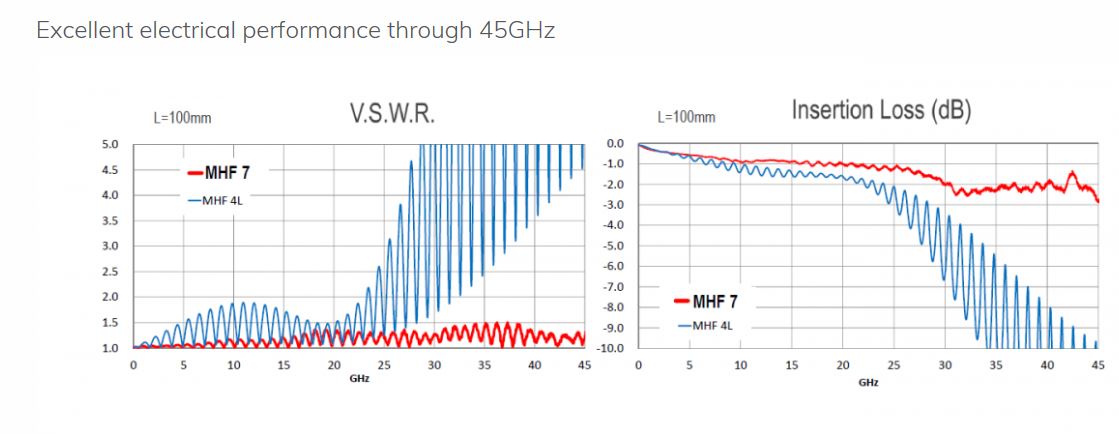 Excellent electrical performance through 45GHz
L=100mm
V.S.W.R.
5.0
4.5
4.0
3.5
3.0
2.5
2.0
1.5
1.0
MHF 7
MHF 4L
0 5 10 15 20 25 30 35 40 45
GHz
L=100mm
Insertion Loss (dB)
0.0
-1.0
-2.0
-3.0
-4.0
-5.0
-6.0
-7.0
-8.0
-9.0
-10.0
MHF 7
MHF 4L
0 5 10 15 20 25 30 35 40 45
GHz